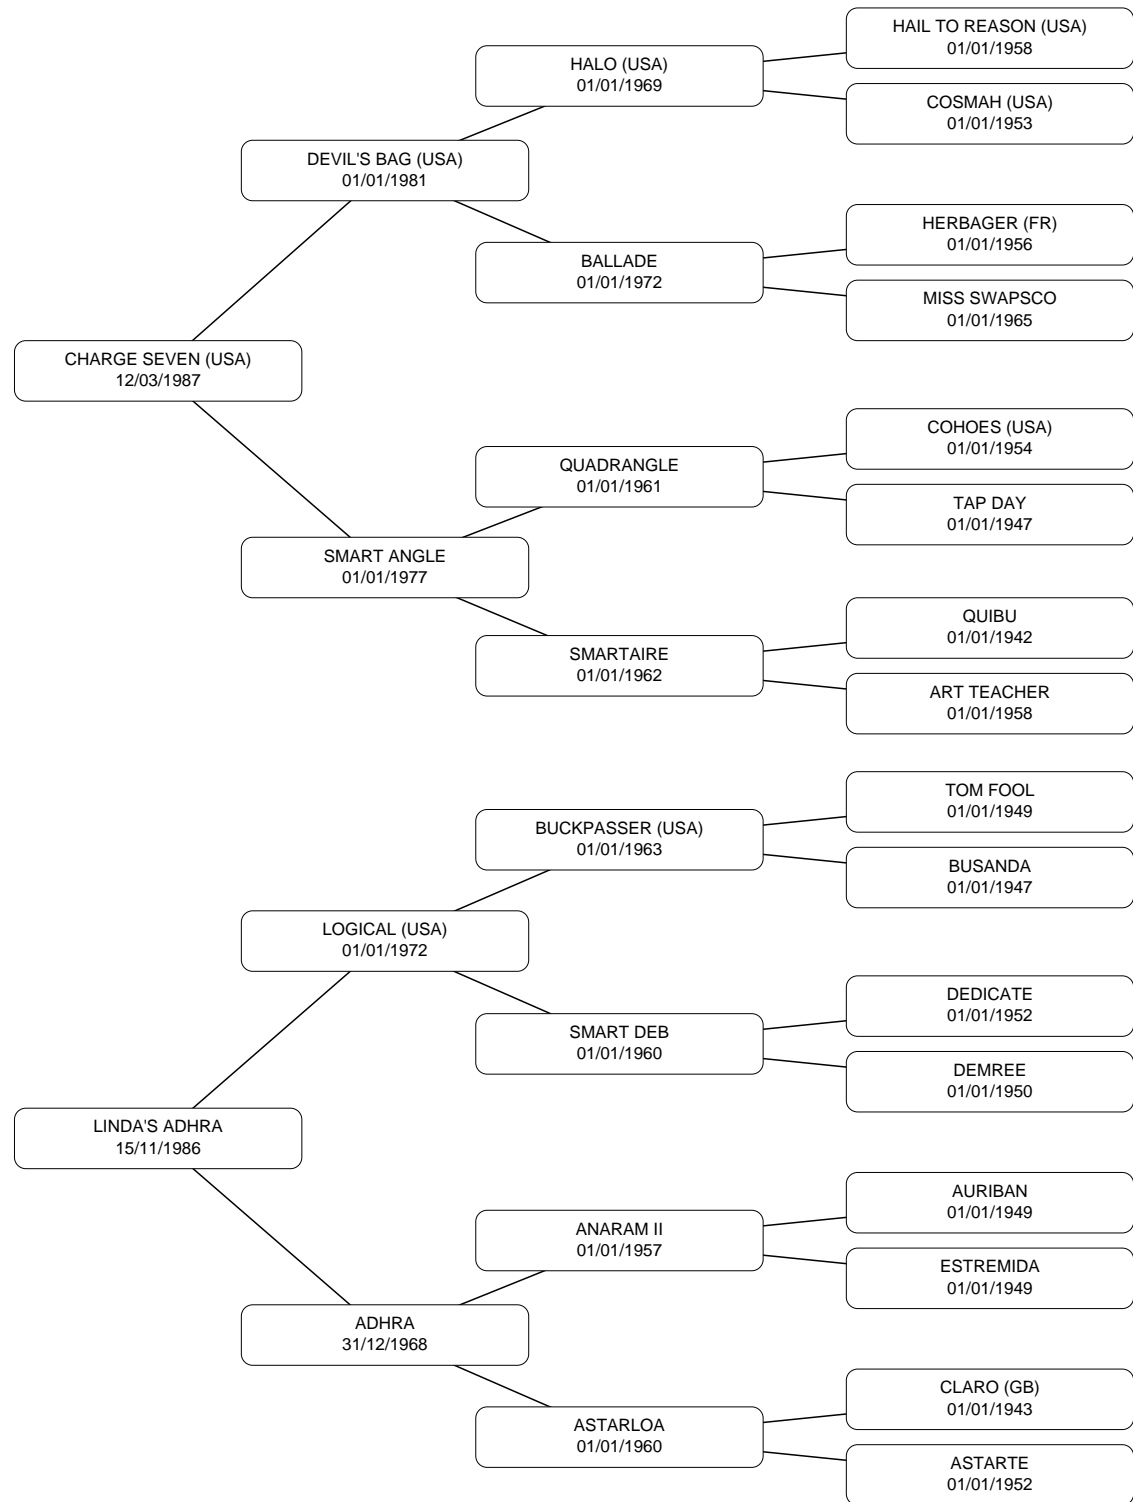 HAIL TO REASON (USA)
01/01/1958
HALO (USA)
01/01/1969
COSMAH (USA)
01/01/1953
DEVIL'S BAG (USA)
01/01/1981
HERBAGER (FR)
01/01/1956
BALLADE
01/01/1972
MISS SWAPSCO
01/01/1965
CHARGE SEVEN (USA)
12/03/1987
COHOES (USA)
01/01/1954
QUADRANGLE
01/01/1961
TAP DAY
01/01/1947
SMART ANGLE
01/01/1977
QUIBU
01/01/1942
SMARTAIRE
01/01/1962
ART TEACHER
01/01/1958
TOM FOOL
01/01/1949
BUCKPASSER (USA)
01/01/1963
BUSANDA
01/01/1947
LOGICAL (USA)
01/01/1972
DEDICATE
01/01/1952
SMART DEB
01/01/1960
DEMREE
01/01/1950
LINDA'S ADHRA
15/11/1986
AURIBAN
01/01/1949
ANARAM II
01/01/1957
ESTREMIDA
01/01/1949
ADHRA
31/12/1968
CLARO (GB)
01/01/1943
ASTARLOA
01/01/1960
ASTARTE
01/01/1952